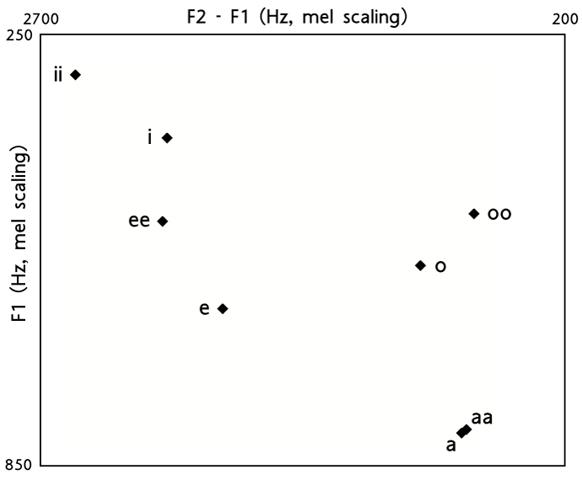 2700 F2 - F1 (Hz, mel scaling) 200
250
ii
i
ee
oo
o
e
aa
a
850
F1 (Hz, mel scaling)